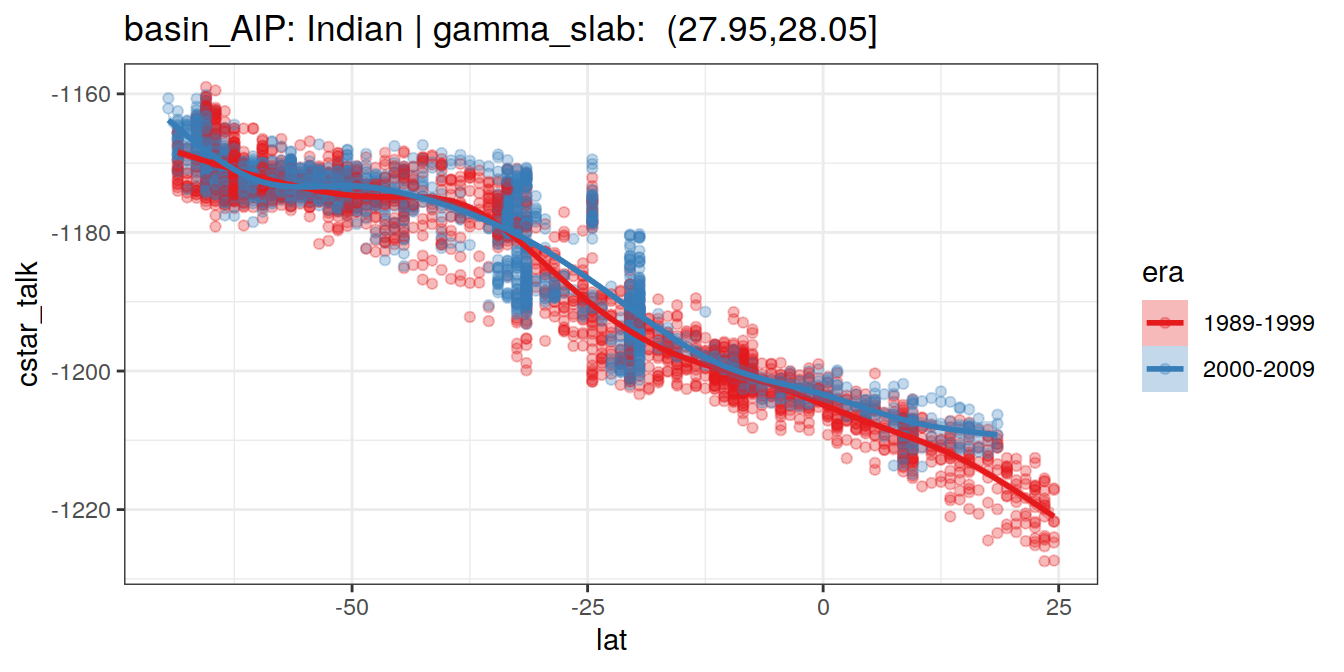 basin_AIP: Indian | gamma_slab:  (27.95,28.05]
-1160
-1180
-1200
-1220
cstar_talk
-50
-25
0
25
lat
era
1989-1999
2000-2009